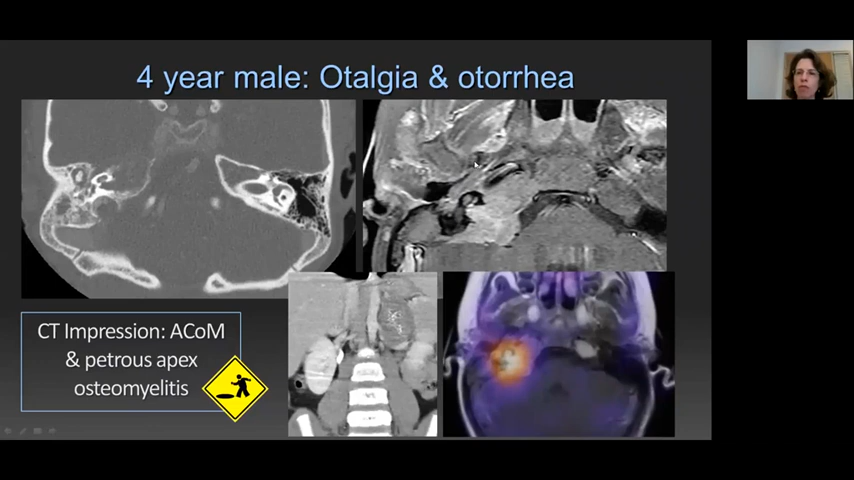 4 year male: Otalgia & otorrhea
CT Impression: ACoM
& petrous apex
osteomyelitis